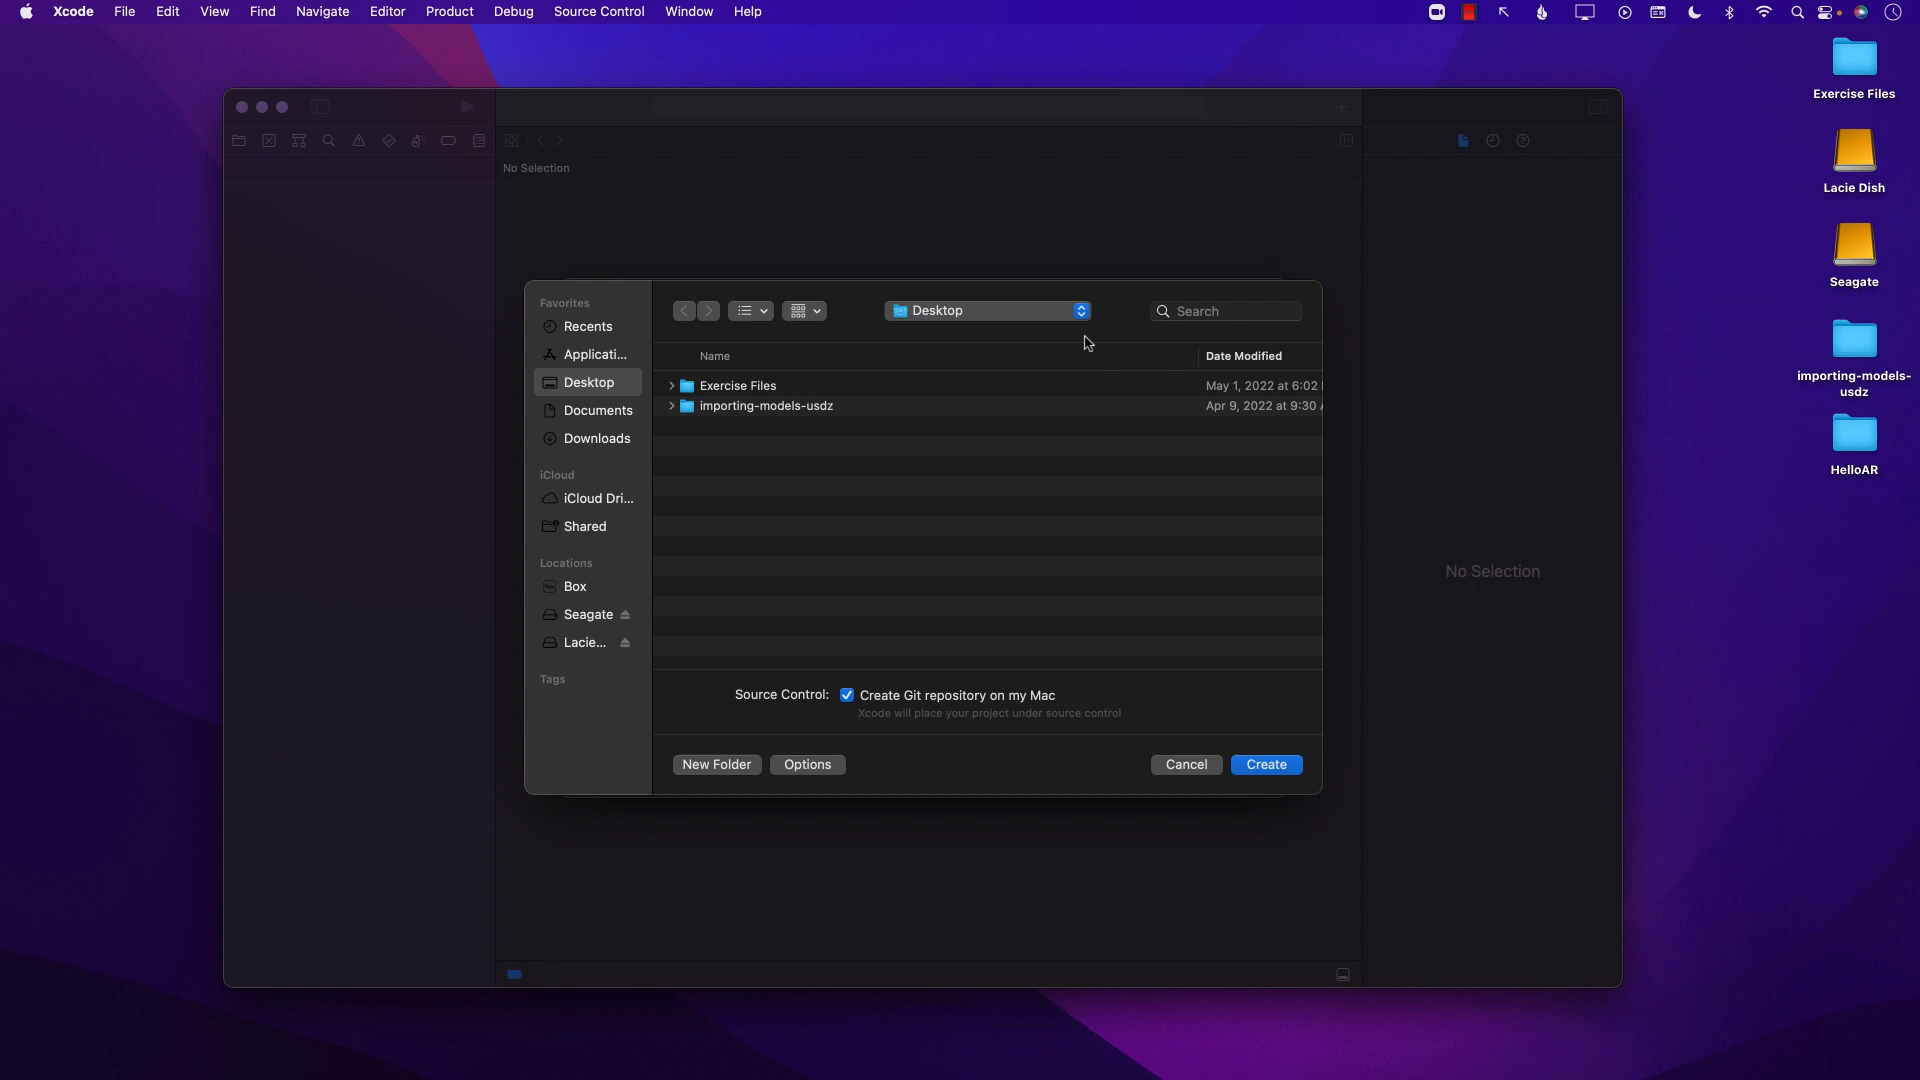 Xcode File Edit View Find Navigate Editor Product Debug Source Control Window Help
Exercise Files
Lacie Dish
Seagate
importing-models-
usdz
HelloAR
No Selection
No Selection
Favorites
Recents
Applicati...
Desktop
Documents
Downloads
iCloud
iCloud Dri...
Shared
Locations
Box
Seagate
Lacie...
Tags
Desktop
Search
Name Date Modified
Exercise Files May 1, 2022 at 6:02
importing-models-usdz Apr 9, 2022 at 9:30
Source Control: Create Git repository on my Mac
Xcode will place your project under source control
New Folder Options Cancel Create